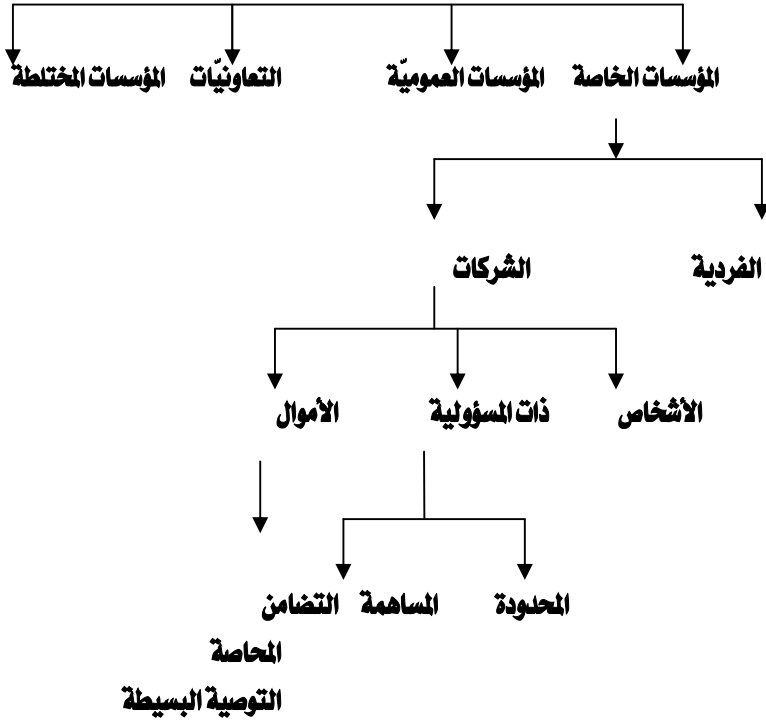 المؤسسات الخاصة المؤسسات العموميّة التعاونيّات المؤسسات المختلطة
الفردية الشركات
الأشخاص ذات المسؤولية الأموال
المحدودة المساهمة التضامن
المحاصة
التوصية البسيطة